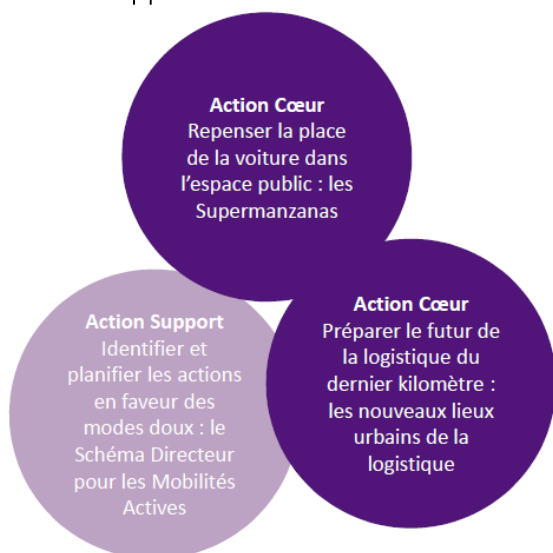 Action Cœur
Repenser la place
de la voiture dans
l'espace public : les
Supermanzanas
Action Support
Identifier et
planifier les actions
en faveur des
modes doux : le
Schéma Directeur
pour les Mobilités
Actives
Action Cœur
Préparer le futur de
la logistique du
dernier kilomètre :
les nouveaux lieux
urbains de la
logistique